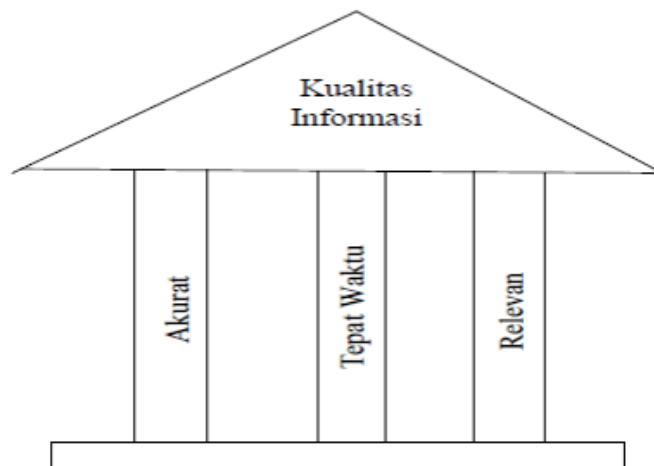 Kualitas
Informasi
Akurat
Tepat Waktu
Relevan